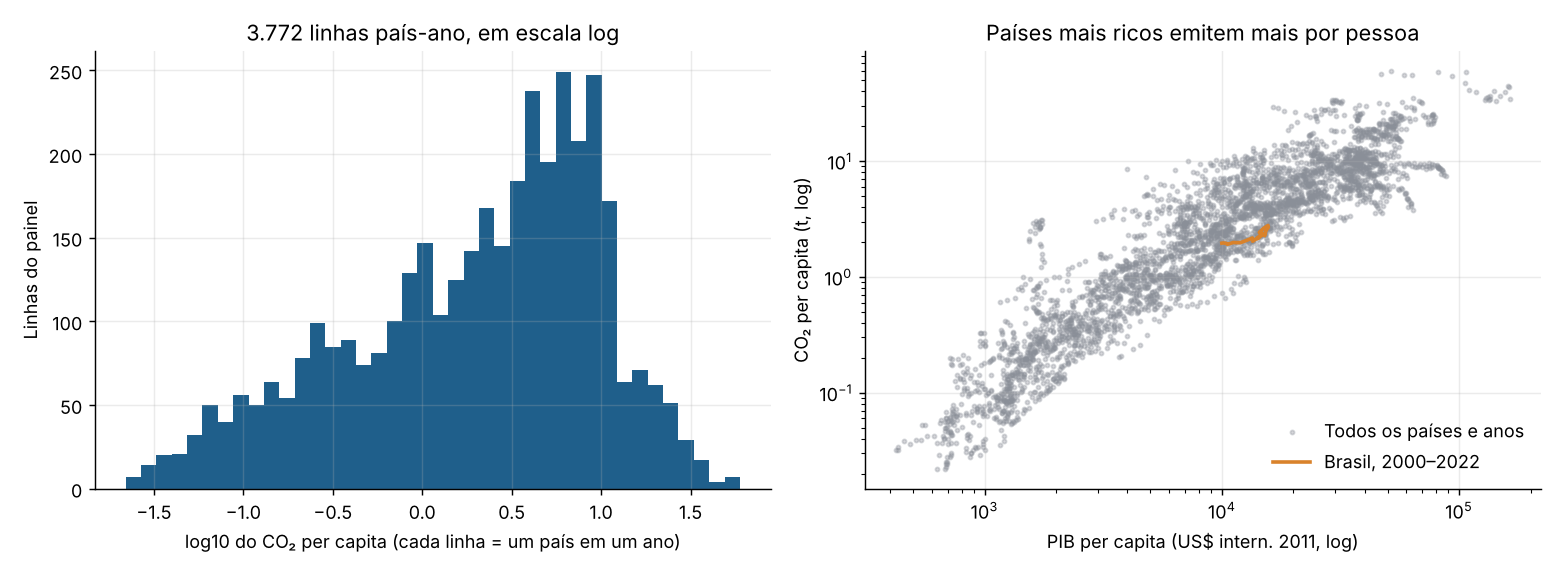 3.772 linhas país-ano, em escala log
Linhas do painel
250
200
150
100
50
0
−1.5
−1.0
−0.5
0.0
0.5
1.0
1.5
log10 do CO₂ per capita (cada linha = um país em um ano)
Países mais ricos emitem mais por pessoa
CO₂ per capita (t, log)
10¹
10⁰
10⁻¹
Todos os países e anos
Brasil, 2000–2022
10³
10⁴
10⁵
PIB per capita (US$ intern. 2011, log)